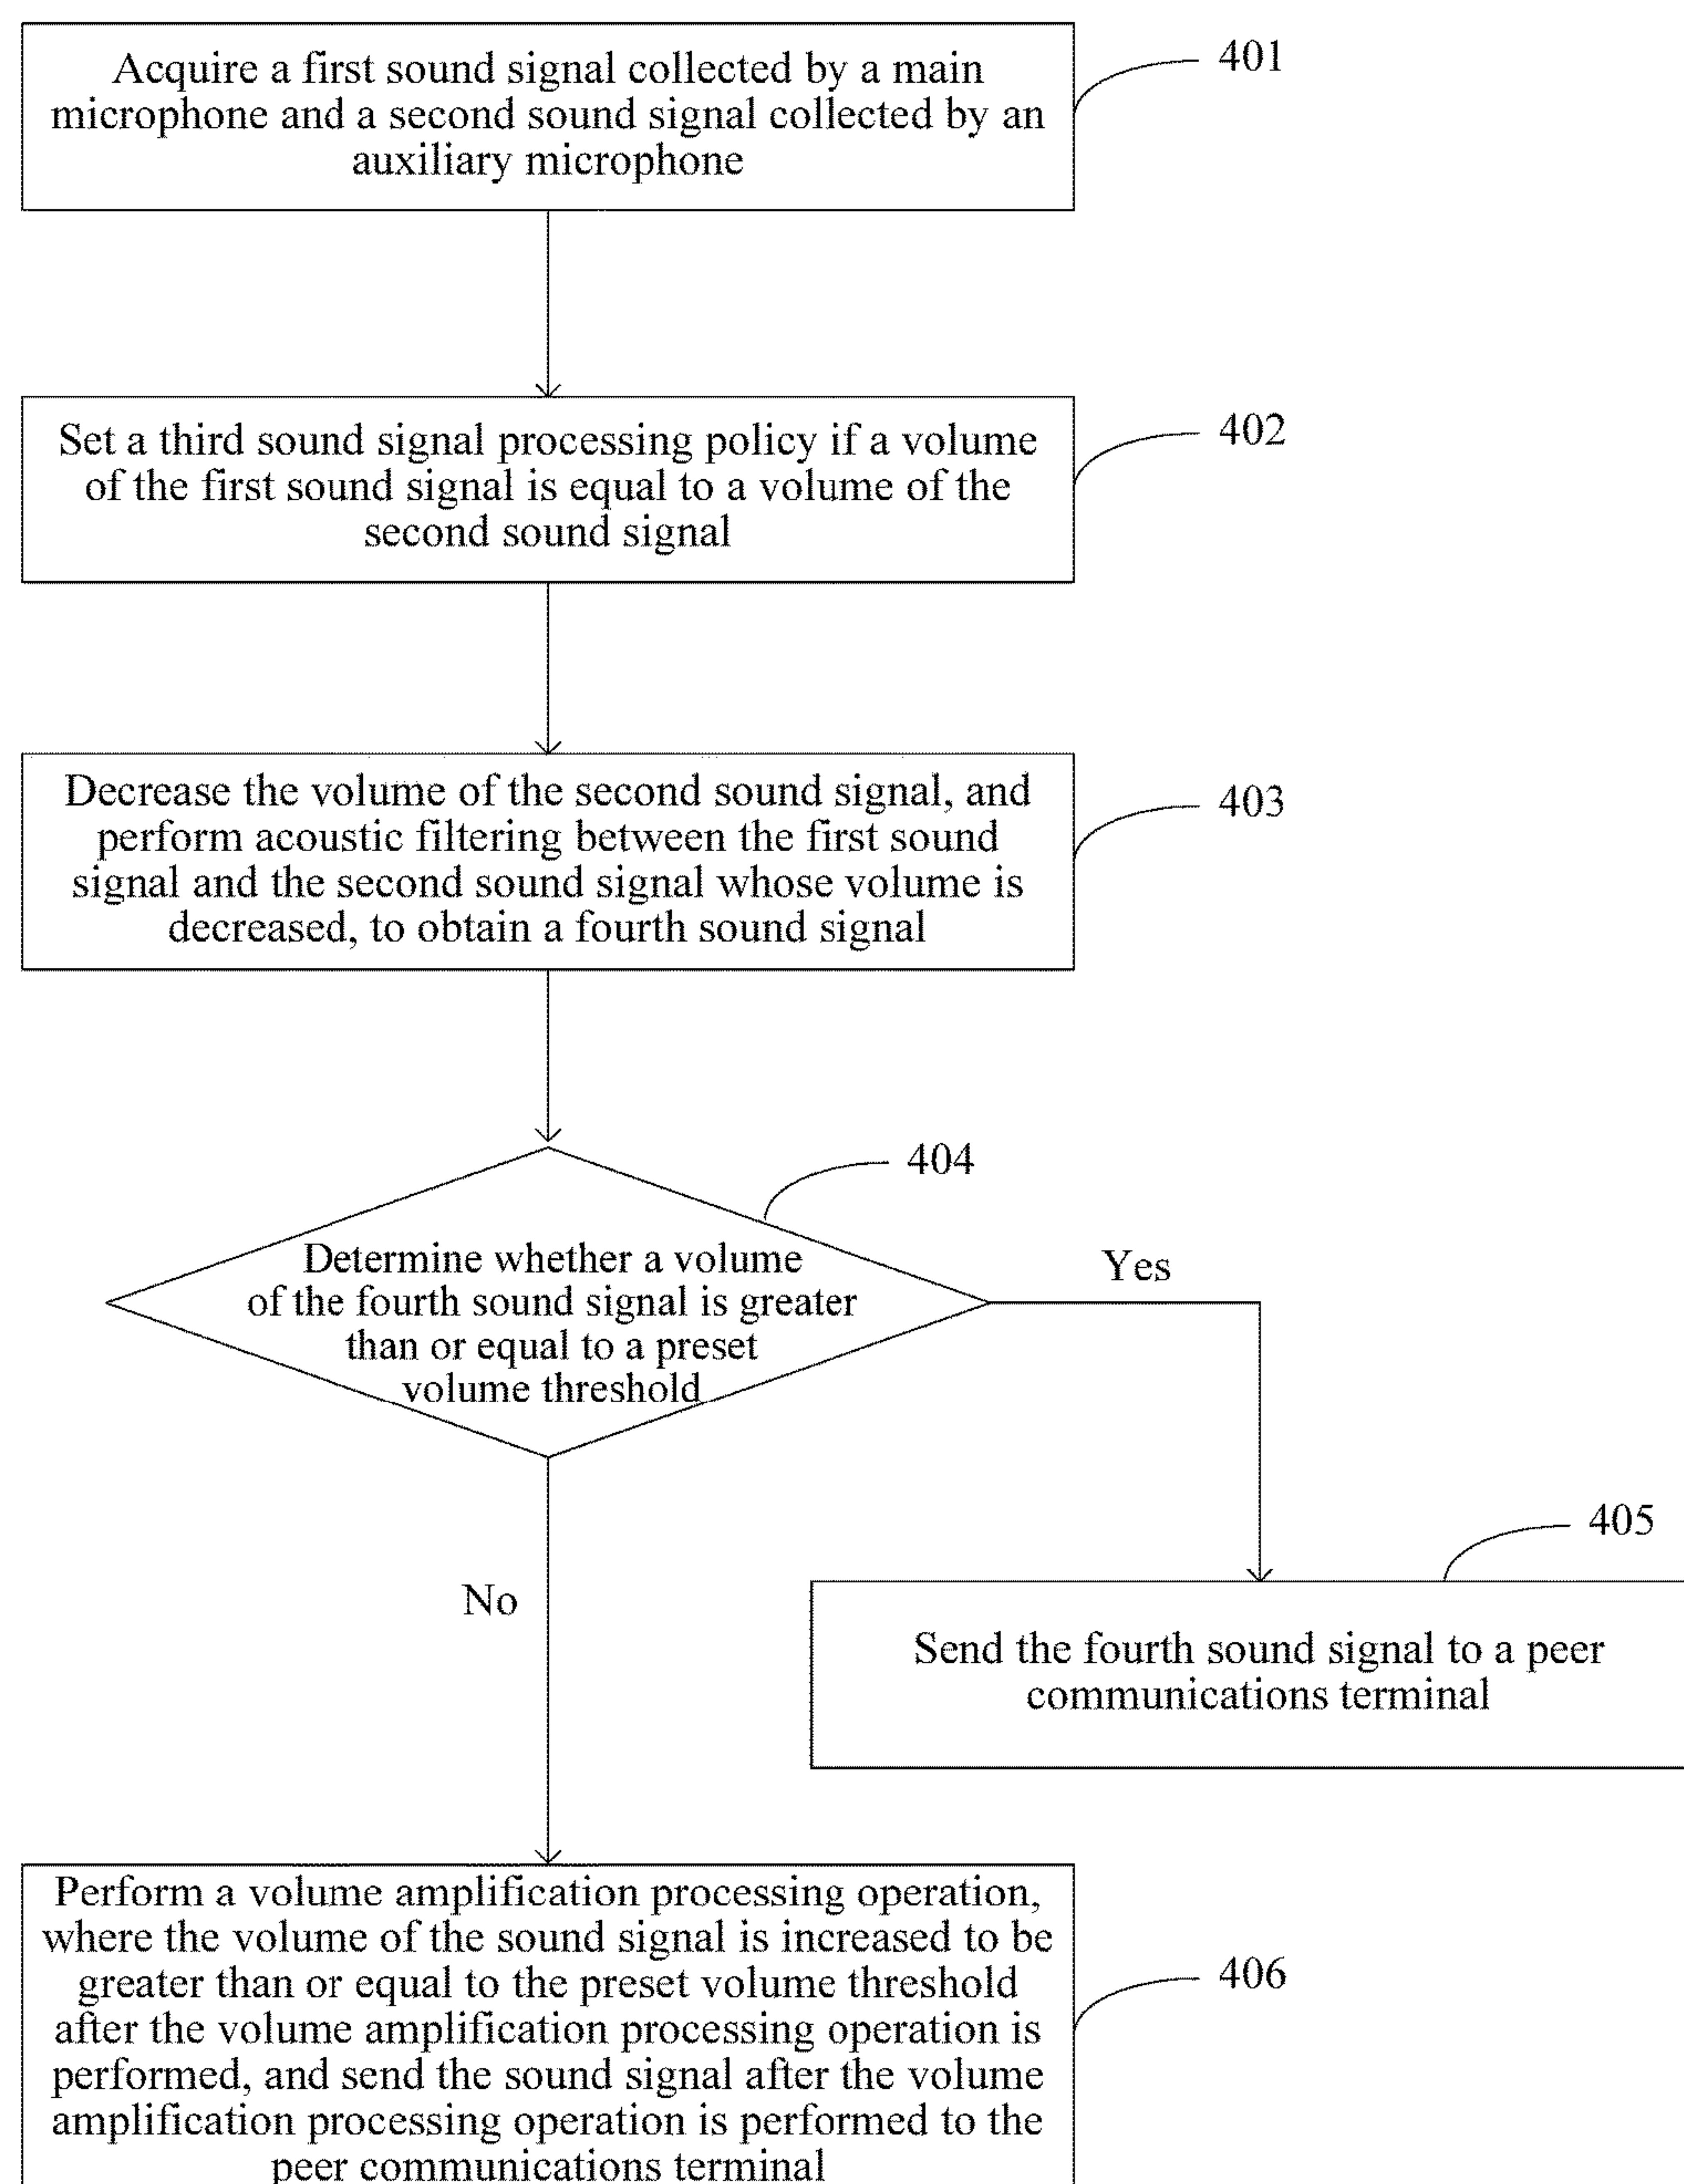 Acquire a first sound signal collected by a main
microphone and a second sound signal collected by an
auxiliary microphone
401
Set a third sound signal processing policy if a volume
of the first sound signal is equal to a volume of the
second sound signal
402
Decrease the volume of the second sound signal, and
perform acoustic filtering between the first sound
signal and the second sound signal whose volume is
decreased, to obtain a fourth sound signal
403
404
Determine whether a volume
of the fourth sound signal is greater
than or equal to a preset
volume threshold
Yes
405
No
Send the fourth sound signal to a peer
communications terminal
Perform a volume amplification processing operation,
where the volume of the sound signal is increased to be
greater than or equal to the preset volume threshold
after the volume amplification processing operation is
performed, and send the sound signal after the volume
amplification processing operation is performed to the
peer communications terminal
406